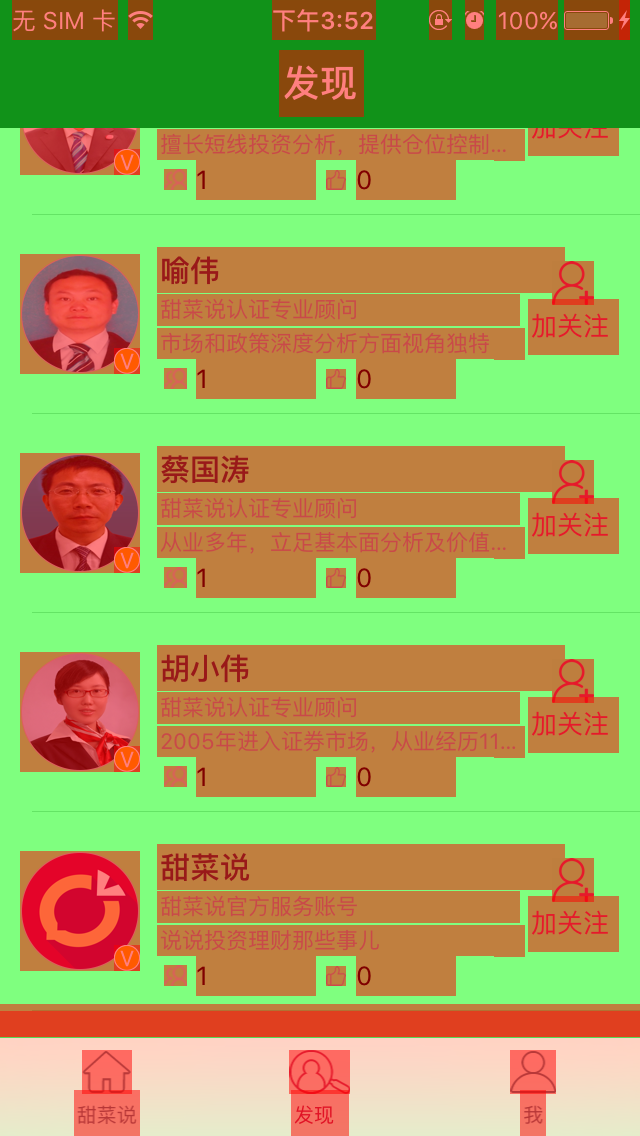 无 SIM 卡 下午3:52 100%
发现
加关注
擅长短线投资分析，提供仓位控制...
V
1 0
喻伟
甜菜说认证专业顾问
加关注
市场和政策深度分析方面视角独特
V
1 0
蔡国涛
甜菜说认证专业顾问
加关注
从业多年，立足基本面分析及价值...
V
1 0
胡小伟
甜菜说认证专业顾问
加关注
2005年进入证券市场，从业经历11...
V
1 0
甜菜说
甜菜说官方服务账号
加关注
说说投资理财那些事儿
V
1 0
甜菜说 发现 我